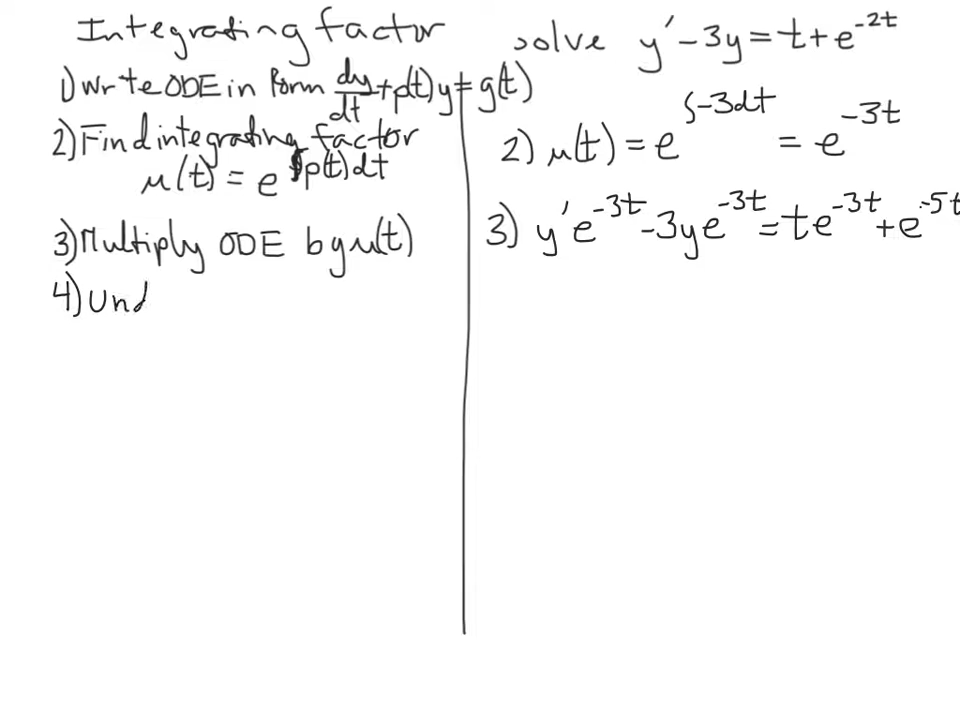 Integrating factor
1) Write ODE in form dy/dt + p(t) y = g(t)
2) Find integrating factor
μ(t) = e^∫p(t)dt
3) Multiply ODE by μ(t)
4) Und
solve y' - 3y = t + e^-2t
2) μ(t) = e^∫-3dt = e^-3t
3) y'e^-3t - 3ye^-3t = te^-3t + e^-5t